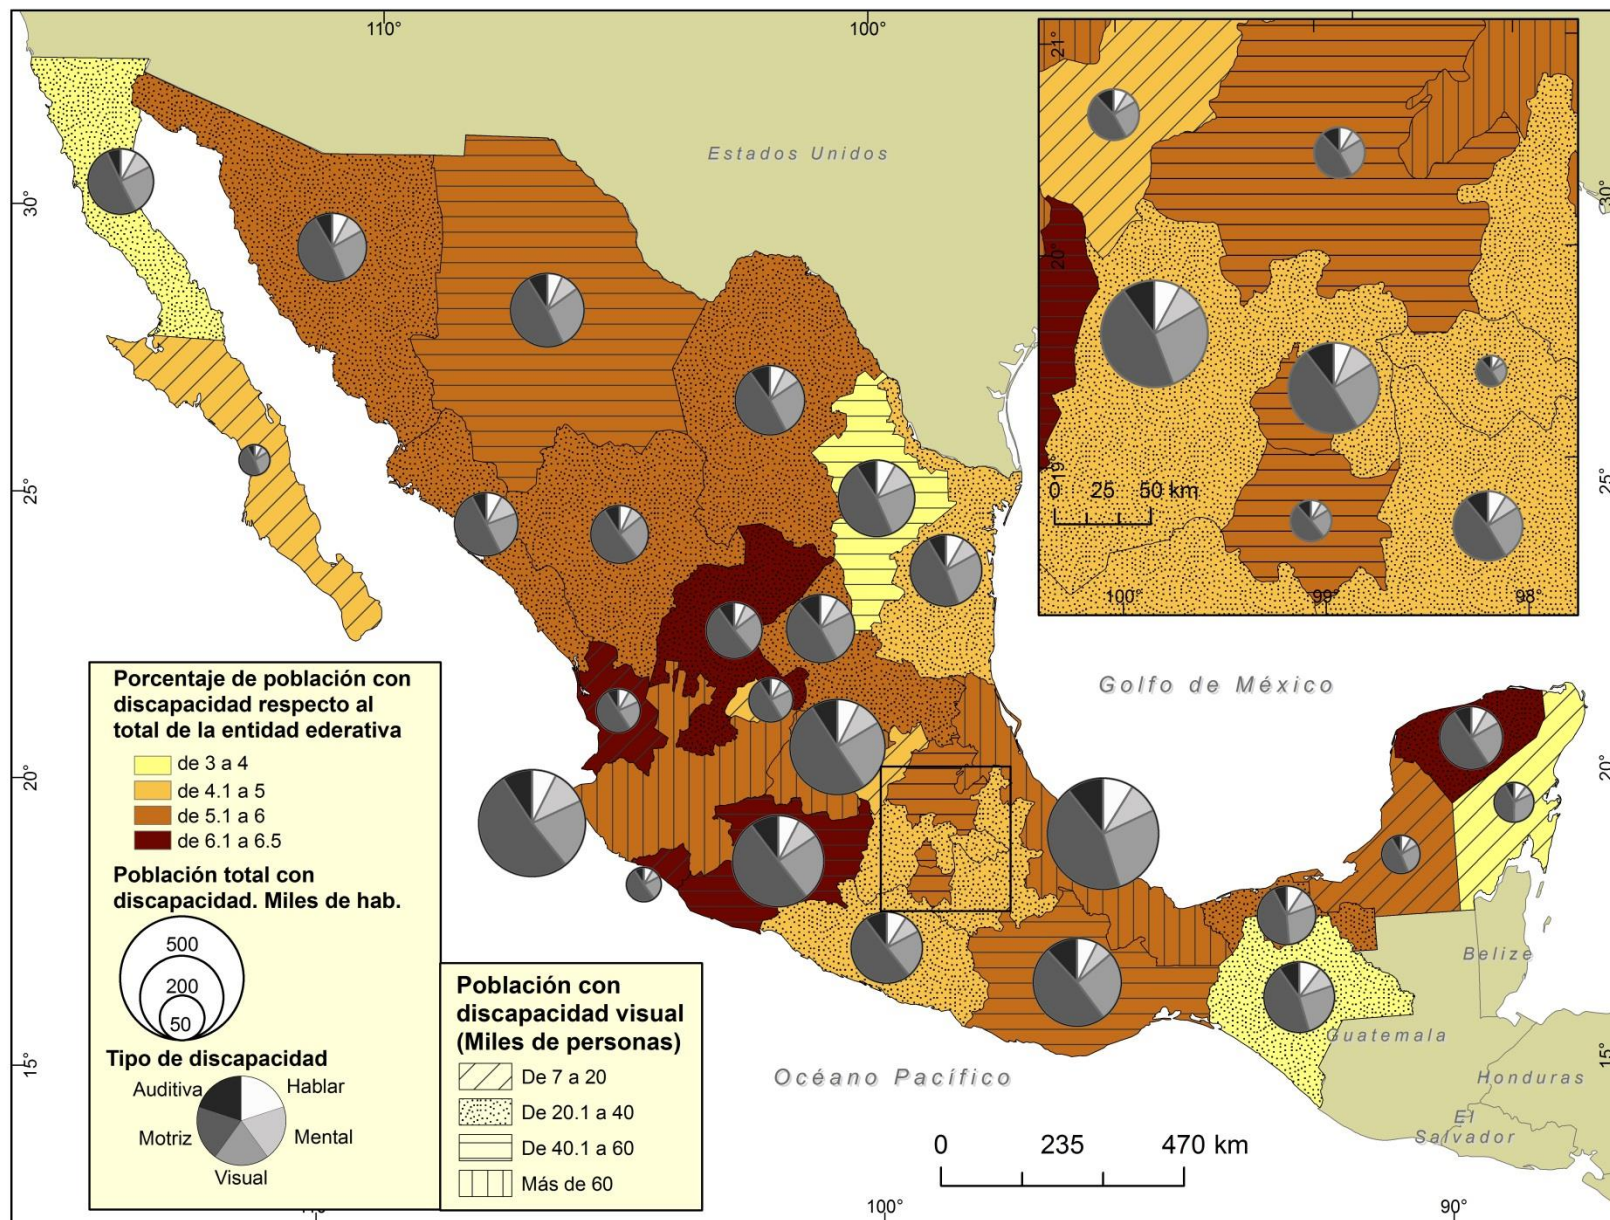 110°
100°
Estados Unidos
30°
25°
20°
15°
21°
20°
19°
0 25 50 km
100°
99°
98°
30°
25°
20°
15°
Golfo de México
Belize
Guatemala
Honduras
El
Salvador
Océano Pacífico
0 235 470 km
100°
90°
Porcentaje de población con
discapacidad respecto al
total de la entidad ederativa
de 3 a 4
de 4.1 a 5
de 5.1 a 6
de 6.1 a 6.5
Población total con
discapacidad. Miles de hab.
500
200
50
Tipo de discapacidad
Auditiva
Hablar
Motriz
Mental
Visual
Población con
discapacidad visual
(Miles de personas)
De 7 a 20
De 20.1 a 40
De 40.1 a 60
Más de 60